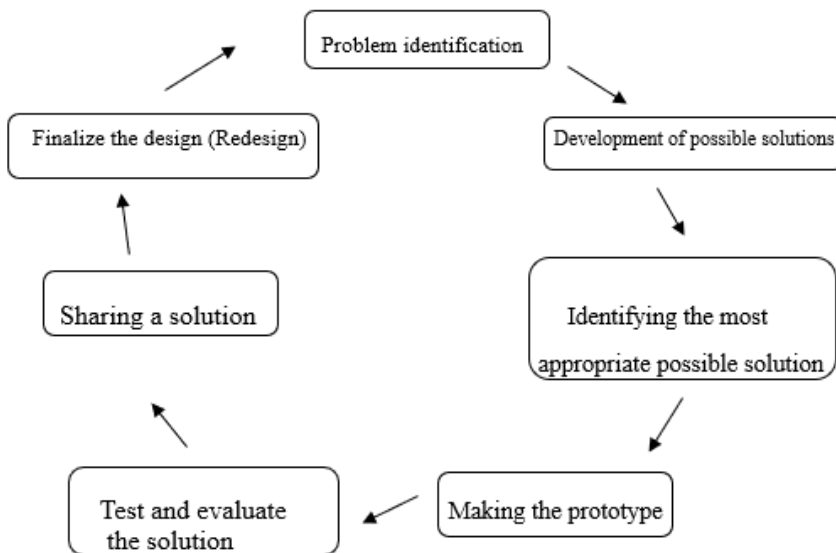 Problem identification
Development of possible solutions
Identifying the most
appropriate possible solution
Making the prototype
Test and evaluate
the solution
Sharing a solution
Finalize the design (Redesign)